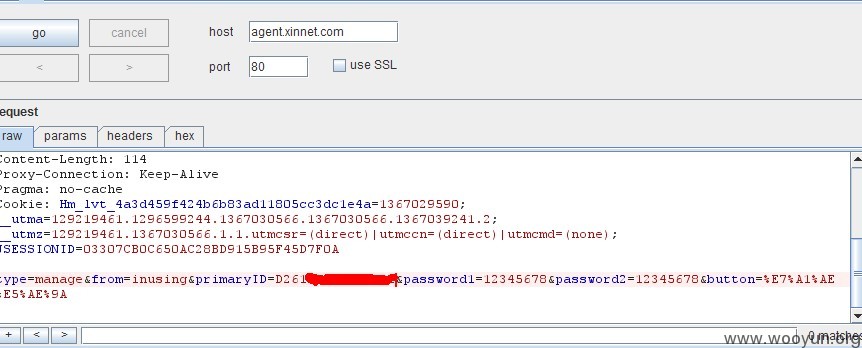 go
cancel
host
agent.xinnet.com
<
>
port
80
use SSL
equest
raw
params
headers
hex
Content-Length: 114
Proxy-Connection: Keep-Alive
Pragma: no-cache
Cookie: Hm_lvt_4a3d459f424b6b83ad11805cc3dc1e4a=1367029590;
__utma=129219461.1296599244.1367030566.1367030566.1367039241.2;
__utmz=129219461.1367030566.1.1.utmcsr=(direct)|utmccn=(direct)|utmcmd=(none);
JSESSIONID=03307CB0C650AC28BD915B95F45D7F0A
type=manage&from=inusing&primaryID=D261
&password1=12345678&password2=12345678&button=%E7%A1%AE
%E5%AE%9A
+
<
>
0 matches
www.wooyun.org